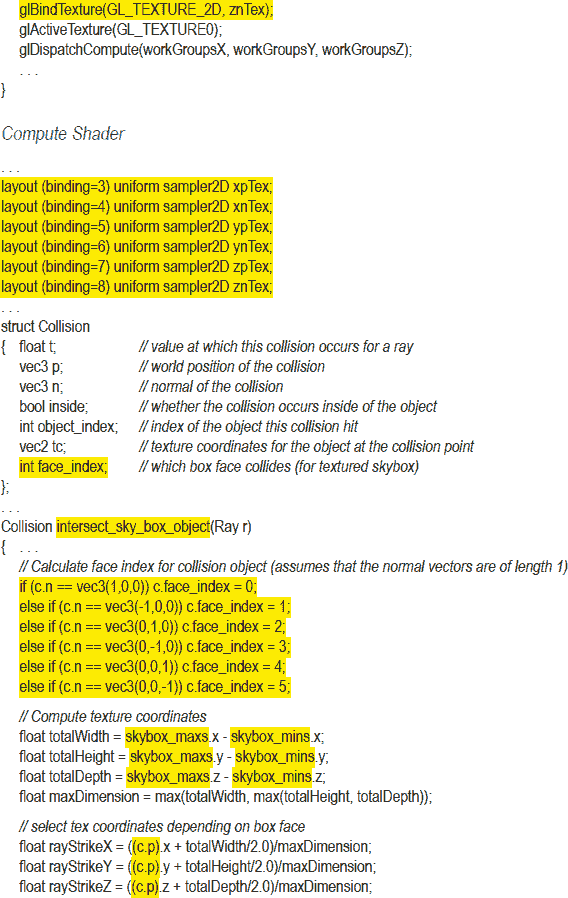 glBindTexture(GL_TEXTURE_2D, znTex);
glActiveTexture(GL_TEXTURE0);
glDispatchCompute(workGroupsX, workGroupsY, workGroupsZ);
. . .
}
Compute Shader
. . .
layout (binding=3) uniform sampler2D xpTex;
layout (binding=4) uniform sampler2D xnTex;
layout (binding=5) uniform sampler2D ypTex;
layout (binding=6) uniform sampler2D ynTex;
layout (binding=7) uniform sampler2D zpTex;
layout (binding=8) uniform sampler2D znTex;
. . .
struct Collision
{ float t; // value at which this collision occurs for a ray
vec3 p; // world position of the collision
vec3 n; // normal of the collision
bool inside; // whether the collision occurs inside of the object
int object_index; // index of the object this collision hit
vec2 tc; // texture coordinates for the object at the collision point
int face_index; // which box face collides (for textured skybox)
};
. . .
Collision intersect_sky_box_object(Ray r)
{ . . .
// Calculate face index for collision object (assumes that the normal vectors are of length 1)
if (c.n == vec3(1,0,0)) c.face_index = 0;
else if (c.n == vec3(-1,0,0)) c.face_index = 1;
else if (c.n == vec3(0,1,0)) c.face_index = 2;
else if (c.n == vec3(0,-1,0)) c.face_index = 3;
else if (c.n == vec3(0,0,1)) c.face_index = 4;
else if (c.n == vec3(0,0,-1)) c.face_index = 5;
// Compute texture coordinates
float totalWidth = skybox_maxs.x - skybox_mins.x;
float totalHeight = skybox_maxs.y - skybox_mins.y;
float totalDepth = skybox_maxs.z - skybox_mins.z;
float maxDimension = max(totalWidth, max(totalHeight, totalDepth));
// select tex coordinates depending on box face
float rayStrikeX = ((c.p).x + totalWidth/2.0)/maxDimension;
float rayStrikeY = ((c.p).y + totalHeight/2.0)/maxDimension;
float rayStrikeZ = ((c.p).z + totalDepth/2.0)/maxDimension;